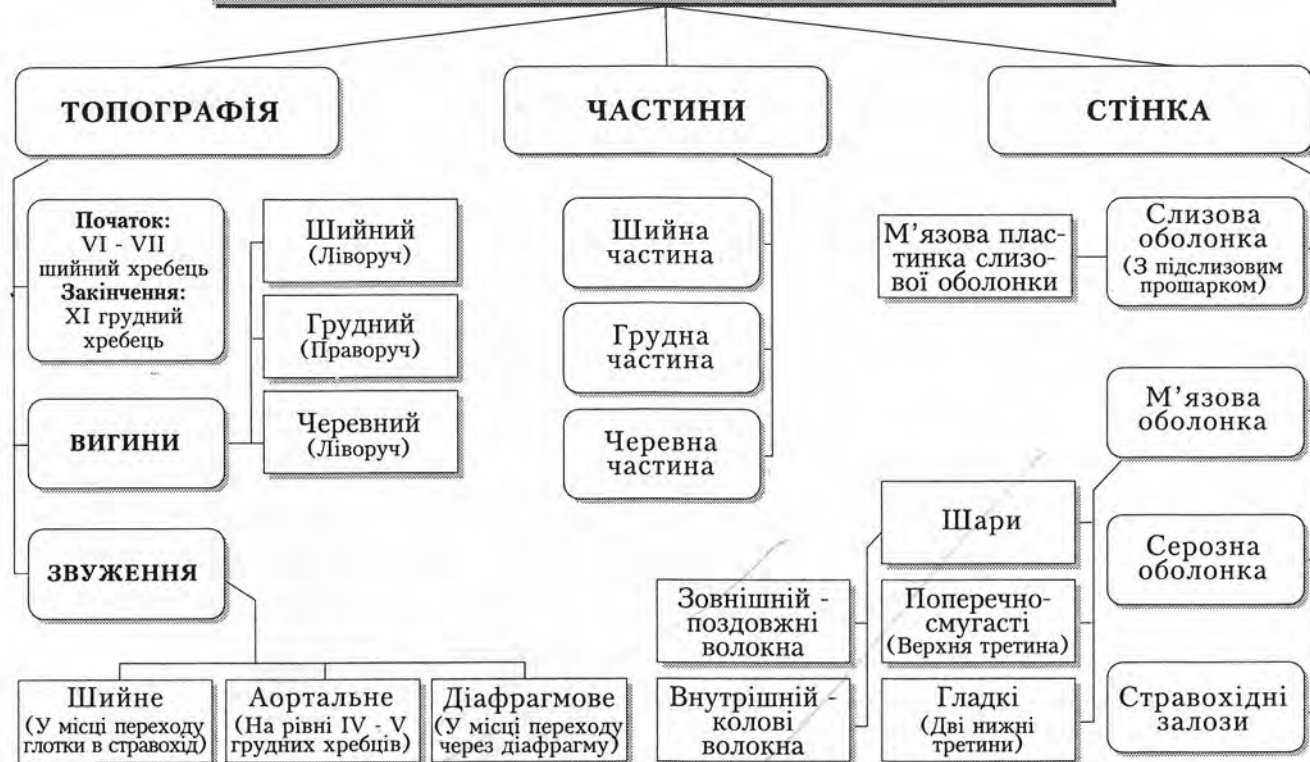 ТОПОГРАФІЯ
Початок:
VI - VII
шийний хребець
Закінчення:
XI грудний
хребець
ВИГИНИ
Шийний
(Ліворуч)
Грудний
(Праворуч)
Черевний
(Ліворуч)
ЗВУЖЕННЯ
Шийне
(У місці переходу
глотки в стравохід)
Аортальне
(На рівні IV - V
грудних хребців)
Діафрагмове
(У місці переходу
через діафрагму)
ЧАСТИНИ
Шийна
частина
Грудна
частина
Черевна
частина
СТІНКА
Слизова
оболонка
(З підслизовим
прошарком)
М’язова плас-
тинка слизо-
вої оболонки
М’язова
оболонка
Шари
Зовнішній -
поздовжні
волокна
Внутрішній -
колові
волокна
Поперечно-
смугасті
(Верхня третина)
Гладкі
(Дві нижні
третини)
Серозна
оболонка
Стравохідні
залози